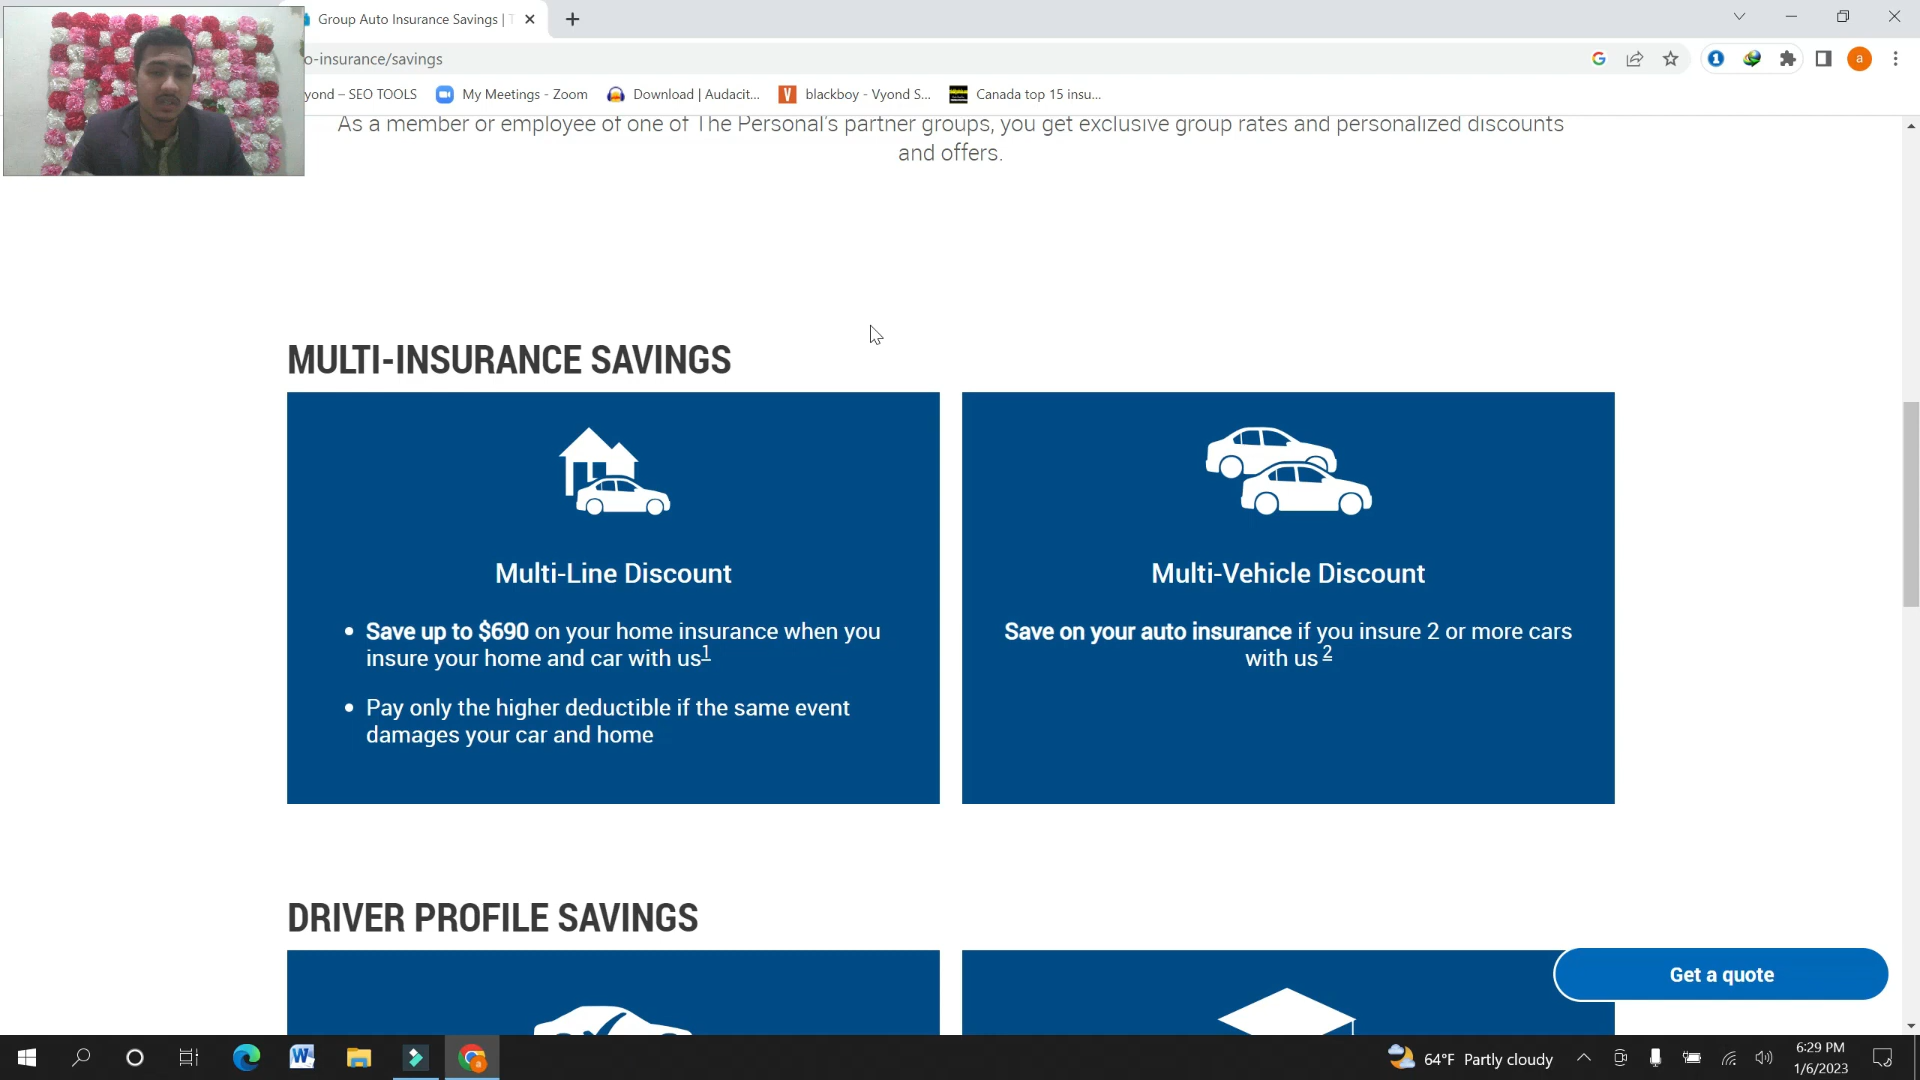 Group Auto Insurance Savings |
o-insurance/savings
a
yond – SEO TOOLS
My Meetings - Zoom
Download | Audacit...
blackboy - Vyond S...
Canada top 15 insu...
As a member or employee of one of The Personal's partner groups, you get exclusive group rates and personalized discounts
and offers.
MULTI-INSURANCE SAVINGS
Multi-Line Discount
• Save up to $690 on your home insurance when you
insure your home and car with us1
• Pay only the higher deductible if the same event
damages your car and home
Multi-Vehicle Discount
Save on your auto insurance if you insure 2 or more cars
with us 2
DRIVER PROFILE SAVINGS
Get a quote
64°F Partly cloudy
6:29 PM
1/6/2023